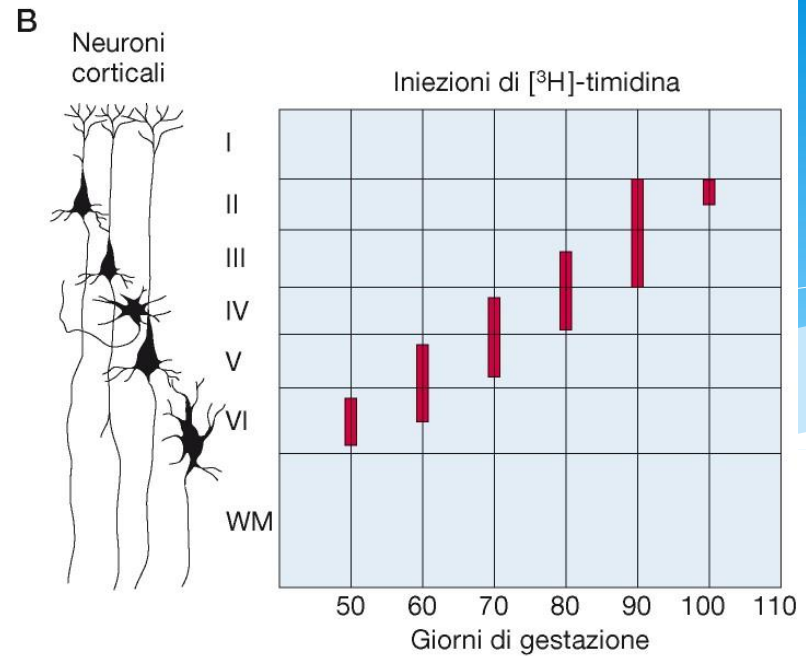 B
Neuroni
corticali
Iniezioni di [³H]-timidina
I
II
III
IV
V
VI
WM
50 60 70 80 90 100 110
Giorni di gestazione